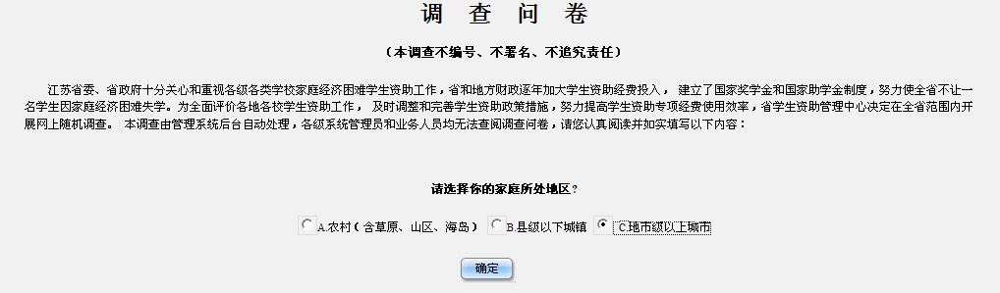 调 查 问 卷
（本调查不编号、不署名、不追究责任）
江苏省委、省政府十分关心和重视各级各类学校家庭经济困难学生资助工作，省和地方财政逐年加大学生资助经费投入， 建立了国家奖学金和国家助学金制度，努力使全省不让一
名学生因家庭经济困难失学。为全面评价各地各校学生资助工作， 及时调整和完善学生资助政策措施，努力提高学生资助专项经费使用效率，省学生资助管理中心决定在全省范围内开
展网上随机调查。 本调查由管理系统后台自动处理，各级系统管理员和业务人员均无法查阅调查问卷，请您认真阅读并如实填写以下内容：
请选择你的家庭所处地区?
A.农村（含草原、山区、海岛） B.县级以下城镇 C.地市级以上城市
确定